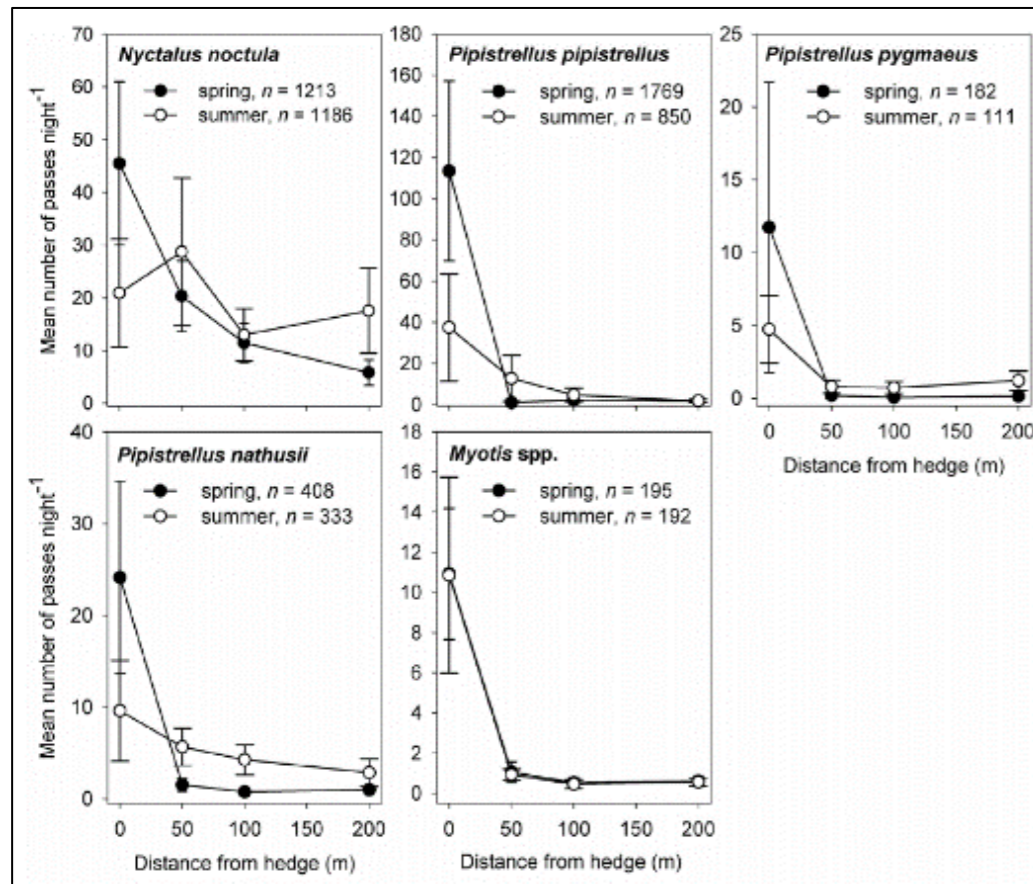 Nyctalus noctula
spring, n = 1213
summer, n = 1186
70
60
50
40
30
20
10
0
Mean number of passes night⁻¹
Pipistrellus pipistrellus
spring, n = 1769
summer, n = 850
180
160
140
120
100
80
60
40
20
0
Pipistrellus pygmaeus
spring, n = 182
summer, n = 111
25
20
15
10
5
0
0 50 100 150 200
Distance from hedge (m)
Pipistrellus nathusii
spring, n = 408
summer, n = 333
40
30
20
10
0
Mean number of passes night⁻¹
0 50 100 150 200
Distance from hedge (m)
Myotis spp.
spring, n = 195
summer, n = 192
18
16
14
12
10
8
6
4
2
0
0 50 100 150 200
Distance from hedge (m)